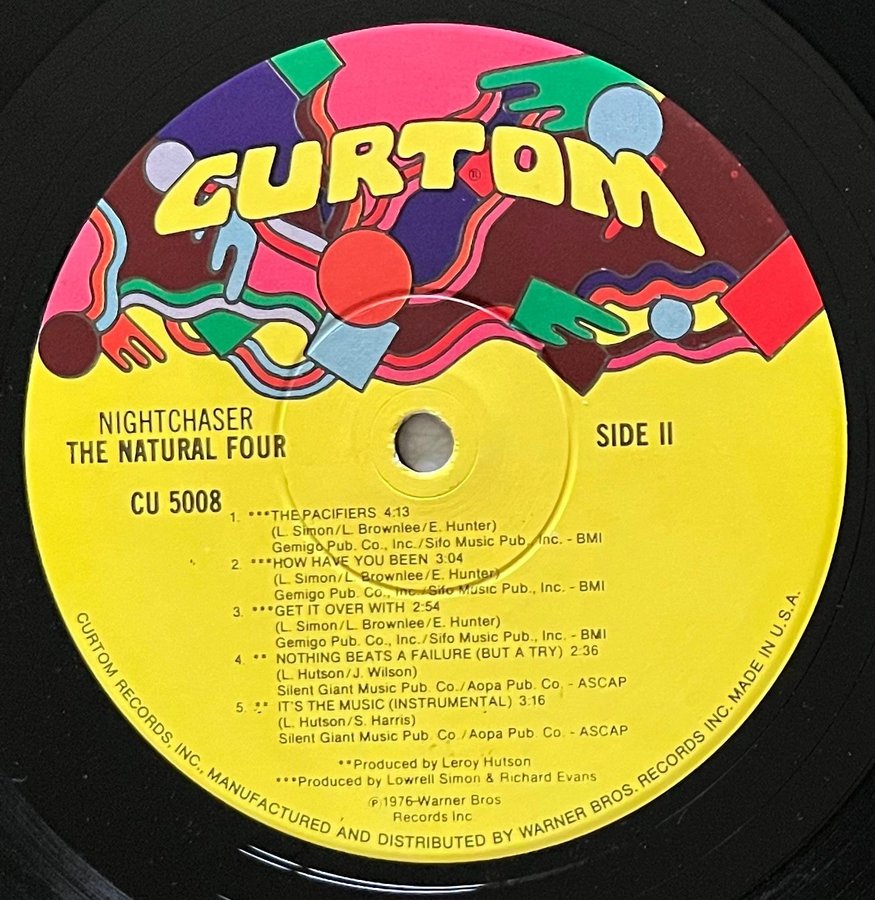 CURTOM
®
NIGHTCHASER
THE NATURAL FOUR
SIDE II
CU 5008
1. ***THE PACIFIERS 4:13
(L. Simon/L. Brownlee/E. Hunter)
Gemigo Pub. Co., Inc./Sifo Music Pub., Inc. - BMI
2. ***HOW HAVE YOU BEEN 3:04
(L. Simon/L. Brownlee/E. Hunter)
Gemigo Pub. Co., Inc./Sifo Music Pub., Inc. - BMI
3. ***GET IT OVER WITH 2:54
(L. Simon/L. Brownlee/E. Hunter)
Gemigo Pub. Co., Inc./Sifo Music Pub., Inc. - BMI
4. ** NOTHING BEATS A FAILURE (BUT A TRY) 2:36
(L. Hutson/J. Wilson)
Silent Giant Music Pub. Co./Aopa Pub. Co. - ASCAP
5. ** IT'S THE MUSIC (INSTRUMENTAL) 3:16
(L. Hutson/S. Harris)
Silent Giant Music Pub. Co./Aopa Pub. Co. - ASCAP
**Produced by Leroy Hutson
***Produced by Lowrell Simon & Richard Evans
℗1976 Warner Bros
Records Inc
CURTOM RECORDS, INC., MANUFACTURED AND DISTRIBUTED BY WARNER BROS. RECORDS INC. MADE IN U.S.A.